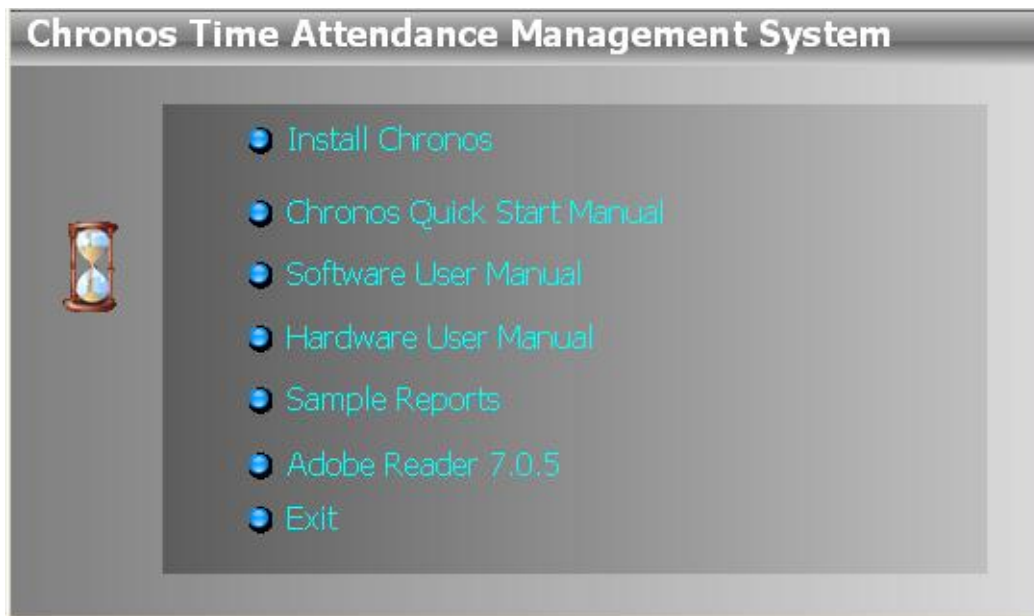 Chronos Time Attendance Management System
Install Chronos
Chronos Quick Start Manual
Software User Manual
Hardware User Manual
Sample Reports
Adobe Reader 7.0.5
Exit